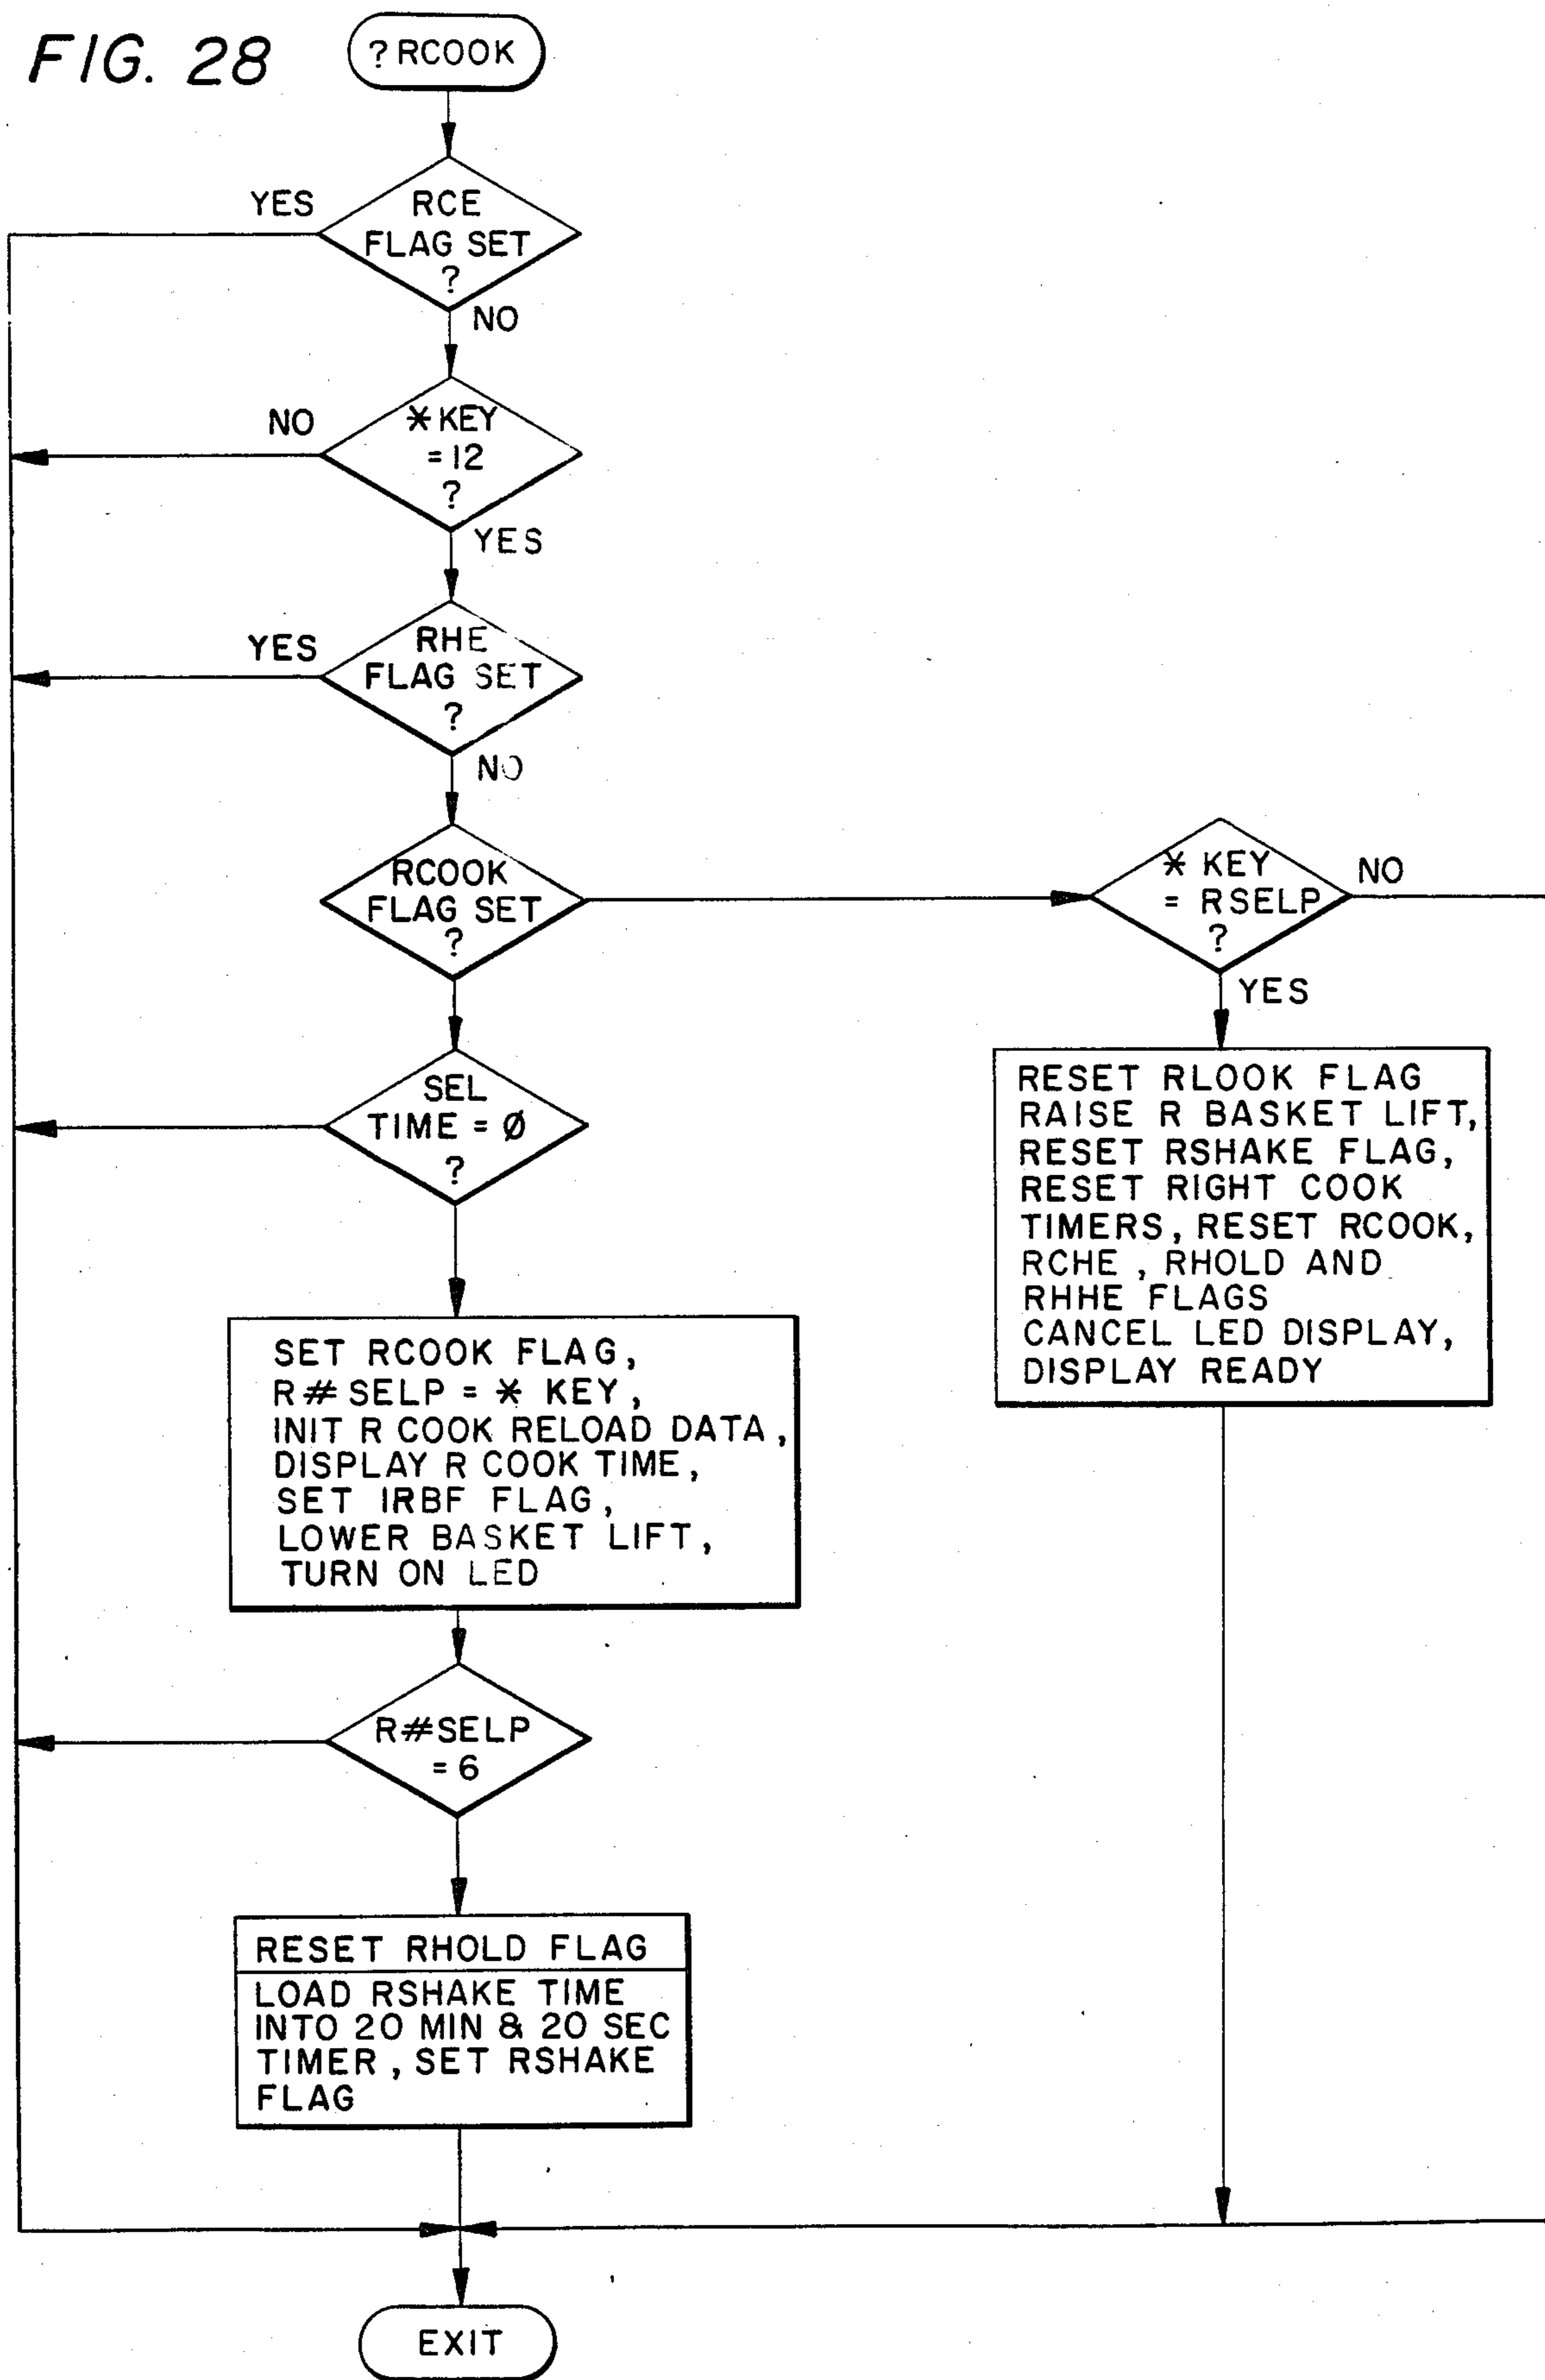 FIG. 28
? RCOOK
YES
RCE
FLAG SET
?
NO
NO
* KEY
= 12
?
YES
YES
RHE
FLAG SET
?
NO
RCOOK
FLAG SET
?
* KEY
= RSELP
?
NO
YES
SEL
TIME = Ø
?
RESET RLOOK FLAG
RAISE R BASKET LIFT,
RESET RSHAKE FLAG,
RESET RIGHT COOK
TIMERS, RESET RCOOK,
RCHE, RHOLD AND
RHHE FLAGS
CANCEL LED DISPLAY,
DISPLAY READY
SET RCOOK FLAG,
R#SELP = * KEY,
INIT R COOK RELOAD DATA,
DISPLAY R COOK TIME,
SET IRBF FLAG,
LOWER BASKET LIFT,
TURN ON LED
R#SELP
= 6
RESET RHOLD FLAG
LOAD RSHAKE TIME
INTO 20 MIN & 20 SEC
TIMER, SET RSHAKE
FLAG
EXIT